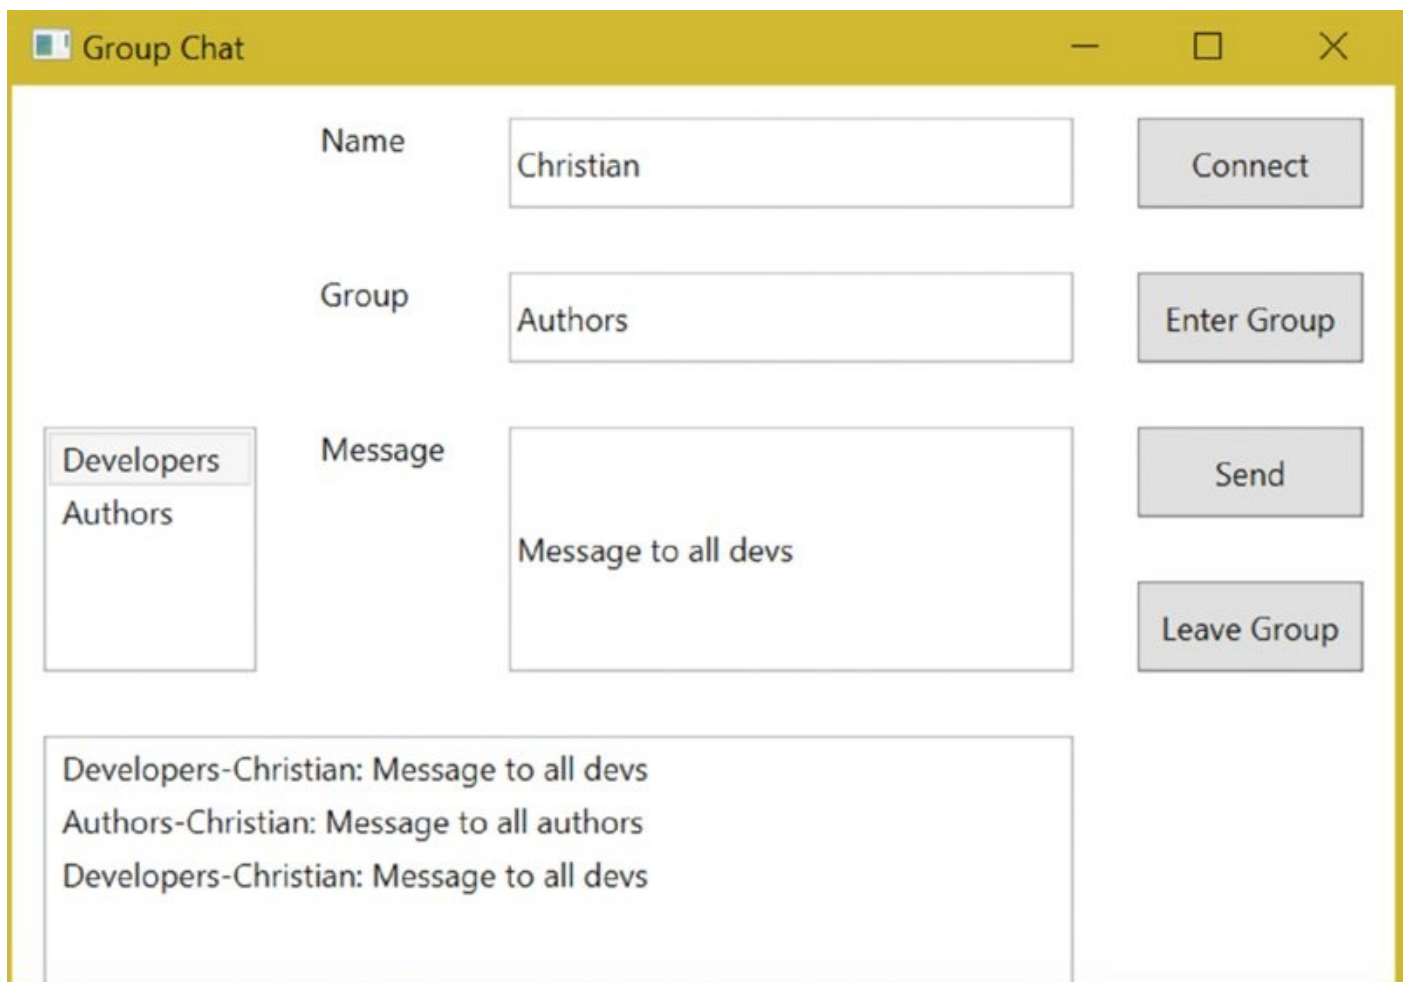 Group Chat
Name
Christian
Connect
Group
Authors
Enter Group
Developers
Authors
Message
Message to all devs
Send
Leave Group
Developers-Christian: Message to all devs
Authors-Christian: Message to all authors
Developers-Christian: Message to all devs